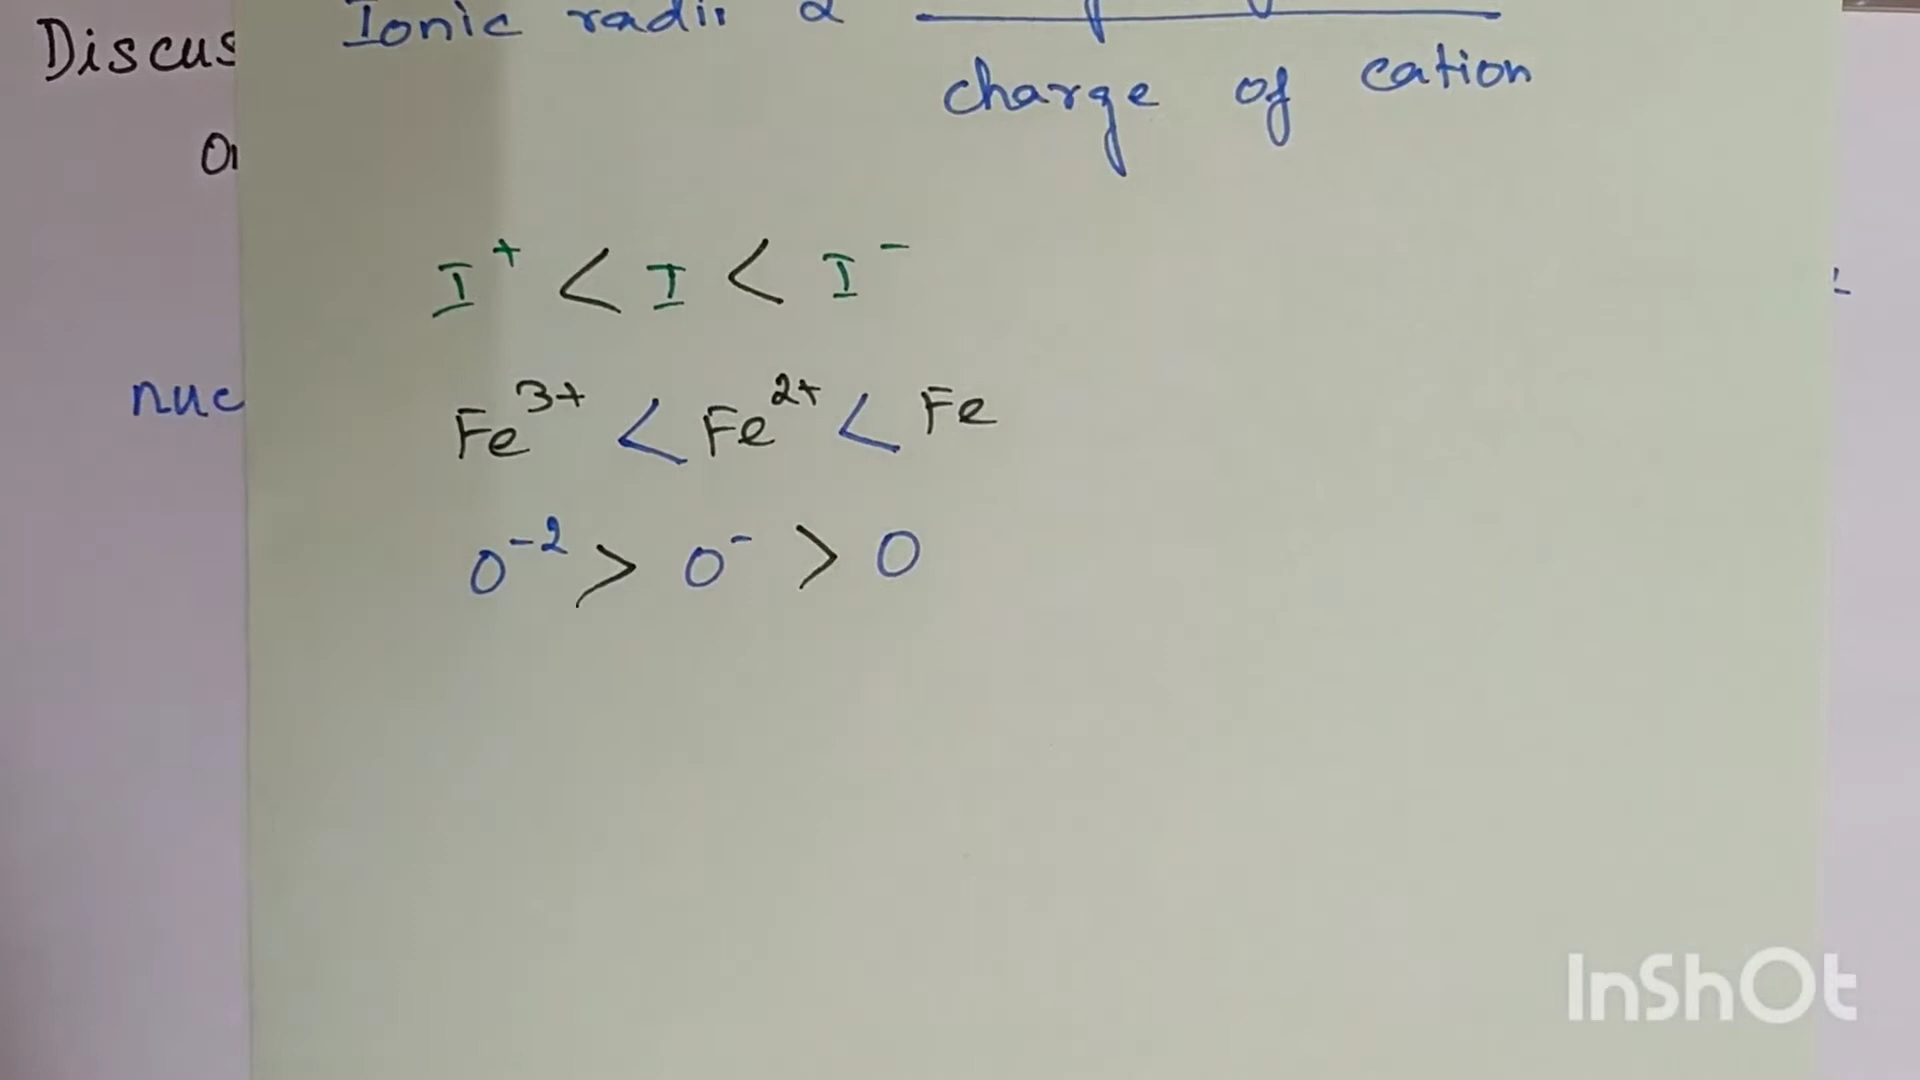 Ionic radii α
charge of cation
I⁺ < I < I⁻
Fe³⁺ < Fe²⁺ < Fe
O⁻² > O⁻ > O
Discus
nuc
InShOt